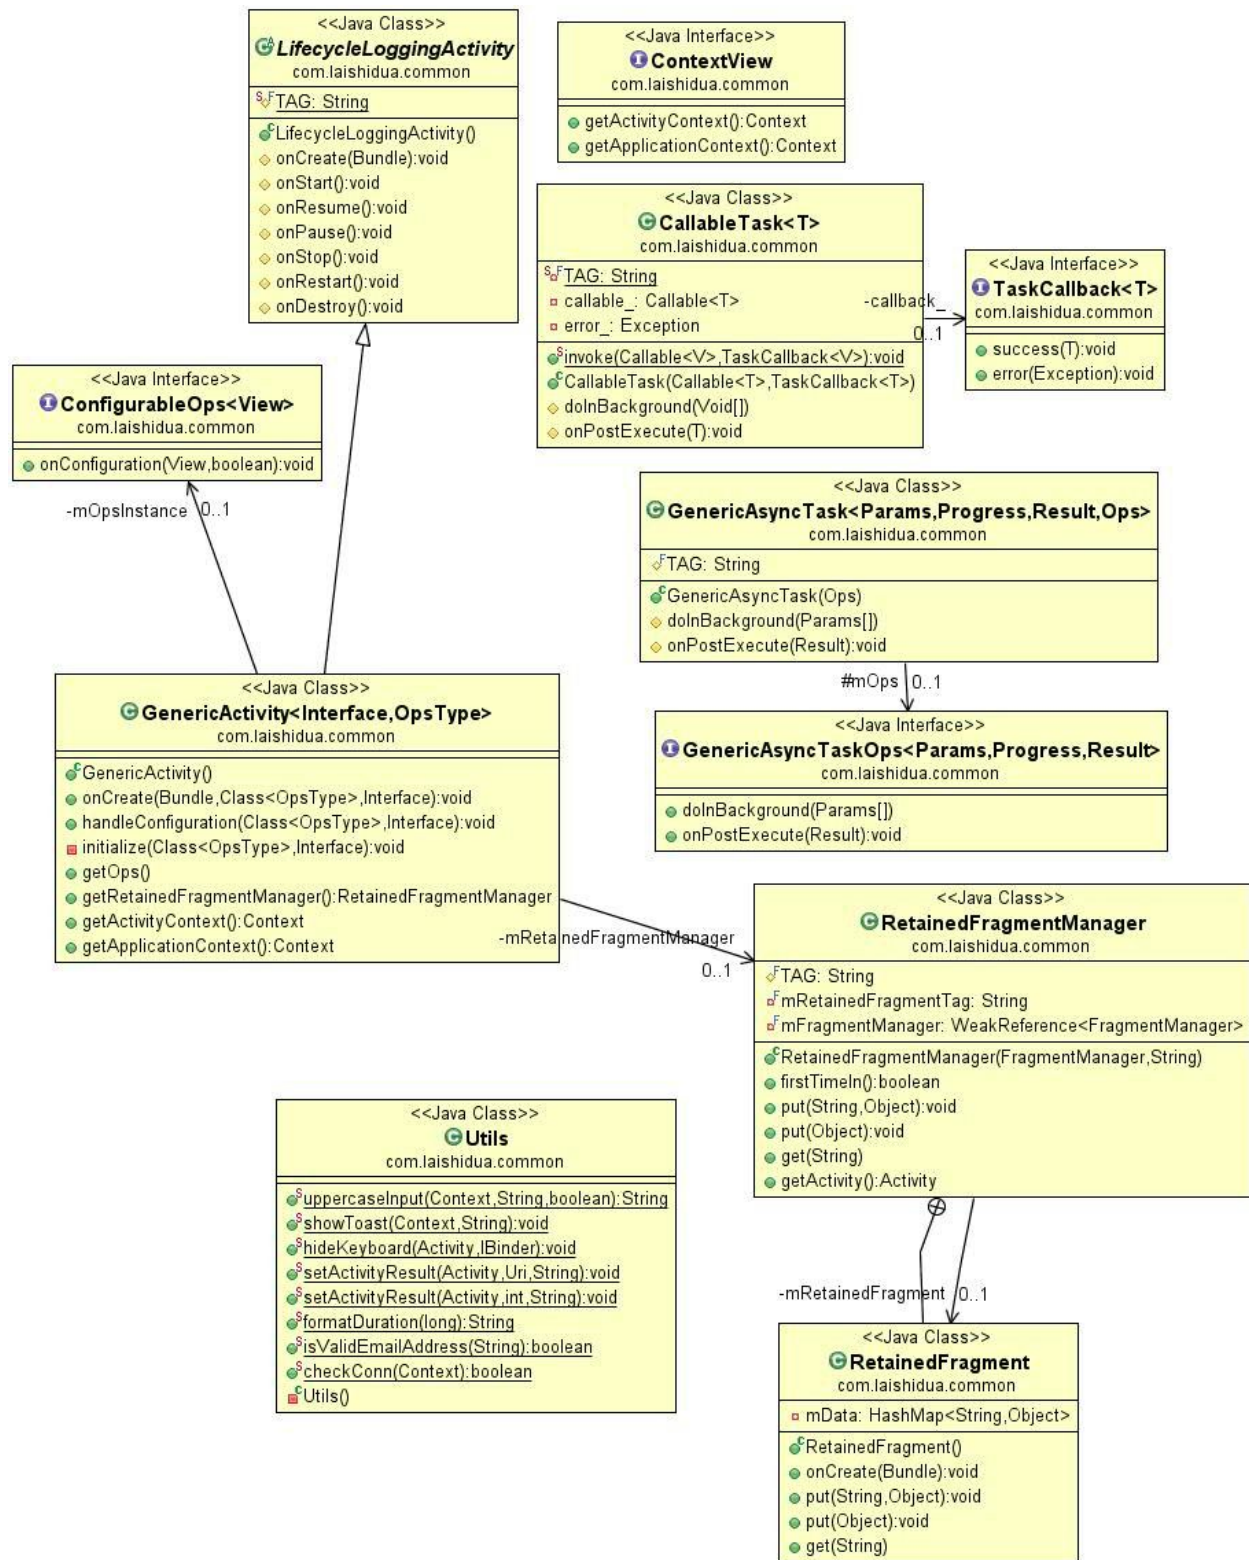 <<Java Class>>
LifecycleLoggingActivity
com.laishidua.common
TAG: String
LifecycleLoggingActivity()
onCreate(Bundle):void
onStart():void
onResume():void
onPause():void
onStop():void
onRestart():void
onDestroy():void
<<Java Interface>>
ContextView
com.laishidua.common
getActivityContext():Context
getApplicationContext():Context
<<Java Class>>
CallableTask<T>
com.laishidua.common
TAG: String
callable_: Callable<T>
error_: Exception
invoke(Callable<V>,TaskCallback<V>):void
CallableTask(Callable<T>,TaskCallback<T>)
doInBackground(Void[])
onPostExecute(T):void
-callback_
0..1
<<Java Interface>>
TaskCallback<T>
com.laishidua.common
success(T):void
error(Exception):void
<<Java Interface>>
ConfigurableOps<View>
com.laishidua.common
onConfiguration(View,boolean):void
-mOpsInstance
0..1
<<Java Class>>
GenericAsyncTask<Params,Progress,Result,Ops>
com.laishidua.common
TAG: String
GenericAsyncTask(Ops)
doInBackground(Params[])
onPostExecute(Result):void
#mOps
0..1
<<Java Interface>>
GenericAsyncTaskOps<Params,Progress,Result>
com.laishidua.common
doInBackground(Params[])
onPostExecute(Result):void
<<Java Class>>
GenericActivity<Interface,OpsType>
com.laishidua.common
GenericActivity()
onCreate(Bundle,Class<OpsType>,Interface):void
handleConfiguration(Class<OpsType>,Interface):void
initialize(Class<OpsType>,Interface):void
getOps()
getRetainedFragmentManager():RetainedFragmentManager
getActivityContext():Context
getApplicationContext():Context
-mRetainedFragmentManager
0..1
<<Java Class>>
RetainedFragmentManager
com.laishidua.common
TAG: String
mRetainedFragmentTag: String
mFragmentManager: WeakReference<FragmentManager>
RetainedFragmentManager(FragmentManager,String)
firstTimeIn():boolean
put(String,Object):void
put(Object):void
get(String)
getActivity():Activity
<<Java Class>>
Utils
com.laishidua.common
uppercaseInput(Context,String,boolean):String
showToast(Context,String):void
hideKeyboard(Activity,IBinder):void
setActivityResult(Activity,Uri,String):void
setActivityResult(Activity,int,String):void
formatDuration(long):String
isValidEmailAddress(String):boolean
checkConn(Context):boolean
Utils()
-mRetainedFragment
0..1
<<Java Class>>
RetainedFragment
com.laishidua.common
mData: HashMap<String,Object>
RetainedFragment()
onCreate(Bundle):void
put(String,Object):void
put(Object):void
get(String)